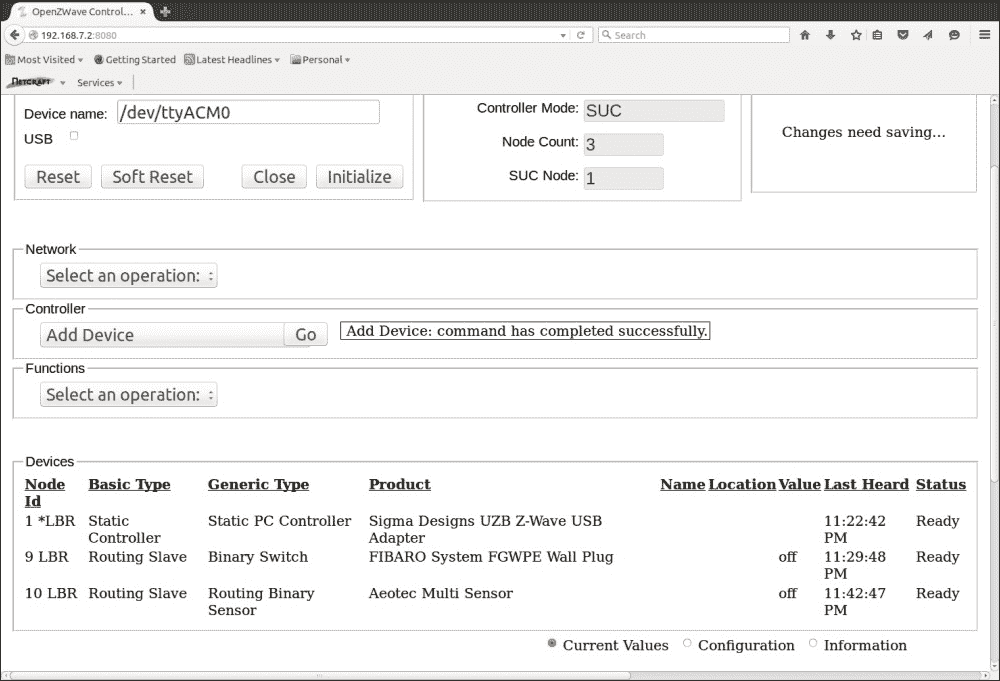 OpenZWave Control... ×
192.168.7.2:8080
Search
Most Visited
Getting Started
Latest Headlines
Personal
NETCRAFT
Services
Device name: /dev/ttyACM0
USB
Reset Soft Reset Close Initialize
Controller Mode: SUC
Node Count: 3
SUC Node: 1
Changes need saving...
Network
Select an operation:
Controller
Add Device Go Add Device: command has completed successfully.
Functions
Select an operation:
Devices
Node Basic Type Generic Type Product Name Location Value Last Heard Status
Id
1 *LBR Static Static PC Controller Sigma Designs UZB Z-Wave USB 11:22:42 Ready
Controller Adapter PM
9 LBR Routing Slave Binary Switch FIBARO System FGWPE Wall Plug off 11:29:48 Ready
PM
10 LBR Routing Slave Routing Binary Aeotec Multi Sensor off 11:42:47 Ready
Sensor PM
Current Values Configuration Information